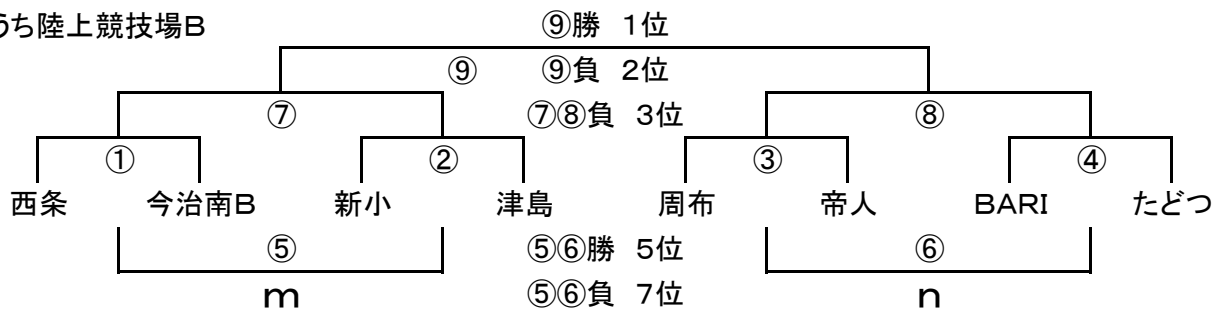 うち陸上競技場B ⑨勝 1位
⑨ ⑨負 2位
⑦ ⑦⑧負 3位 ⑧
① ② ③ ④
西条 今治南B 新小 津島 周布 帝人 BARI たどつ
⑤ ⑤⑥勝 5位 ⑥
m ⑤⑥負 7位 n